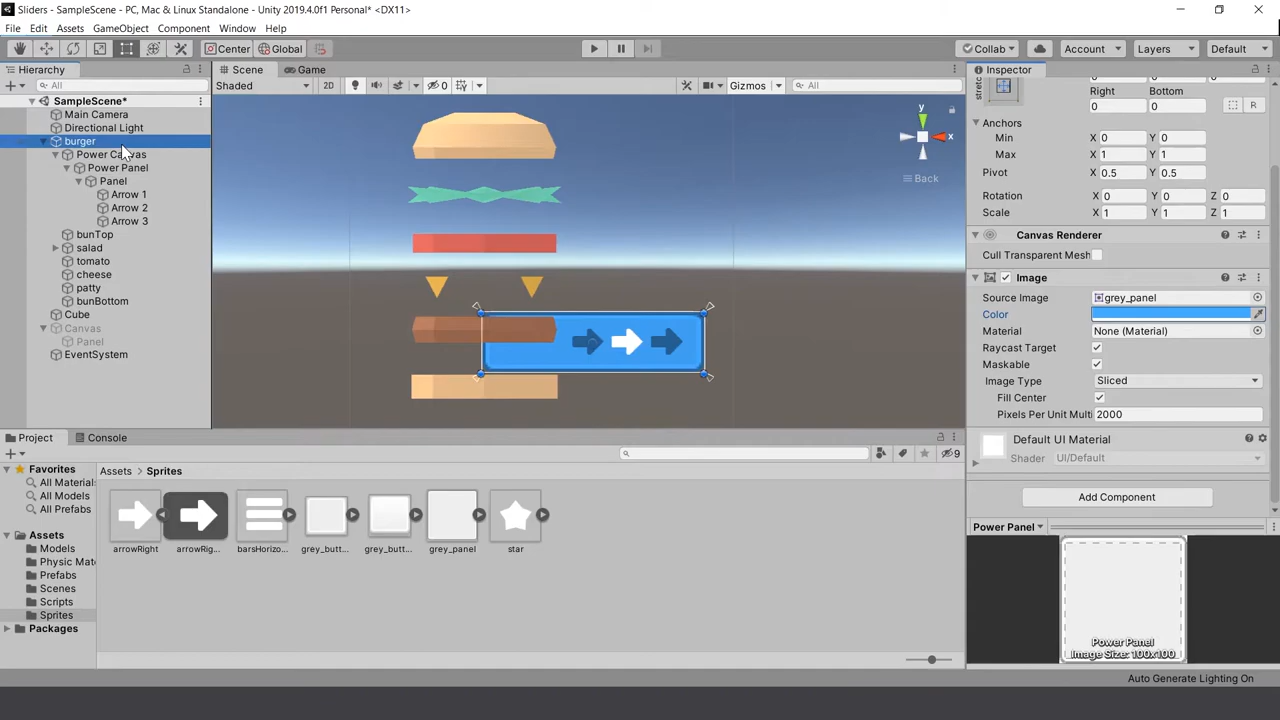 Sliders - SampleScene - PC, Mac & Linux Standalone - Unity 2019.4.0f1 Personal* <DX11>
File Edit Assets GameObject Component Window Help
Center Global Collab Account Layers Default
Hierarchy
All
SampleScene*
Main Camera
Directional Light
burger
Power Canvas
Power Panel
Panel
Arrow 1
Arrow 2
Arrow 3
bunTop
salad
tomato
cheese
patty
bunBottom
Cube
Canvas
Panel
EventSystem
Scene Game
Shaded 2D 0 Gizmos All
y
x
Back
Inspector
stretch
Right Bottom
0 0 R
Anchors
Min X 0 Y 0
Max X 1 Y 1
Pivot X 0.5 Y 0.5
Rotation X 0 Y 0 Z 0
Scale X 1 Y 1 Z 1
Canvas Renderer
Cull Transparent Mesh
Image
Source Image grey_panel
Color
Material None (Material)
Raycast Target
Maskable
Image Type Sliced
Fill Center
Pixels Per Unit Multi 2000
Default UI Material
Shader UI/Default
Add Component
Power Panel
Power Panel
Image Size: 100x100
Project Console
9
Favorites
All Materials
All Models
All Prefabs
Assets
Models
Physic Mat
Prefabs
Scenes
Scripts
Sprites
Packages
Assets > Sprites
arrowRight arrowRig... barsHorizo... grey_butt... grey_butt... grey_panel star
Auto Generate Lighting On